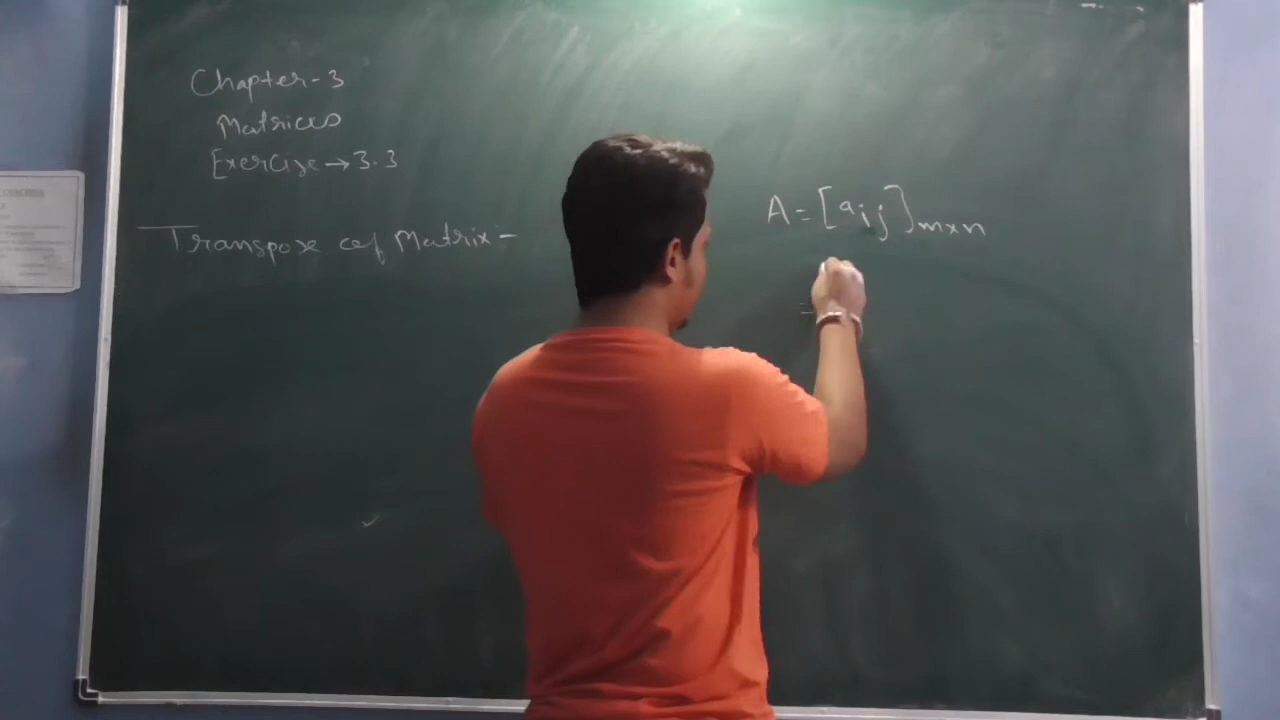 Chapter-3
Matrices
Exercise → 3.3
Transpose of Matrix:-
A = [aij]m×n
=